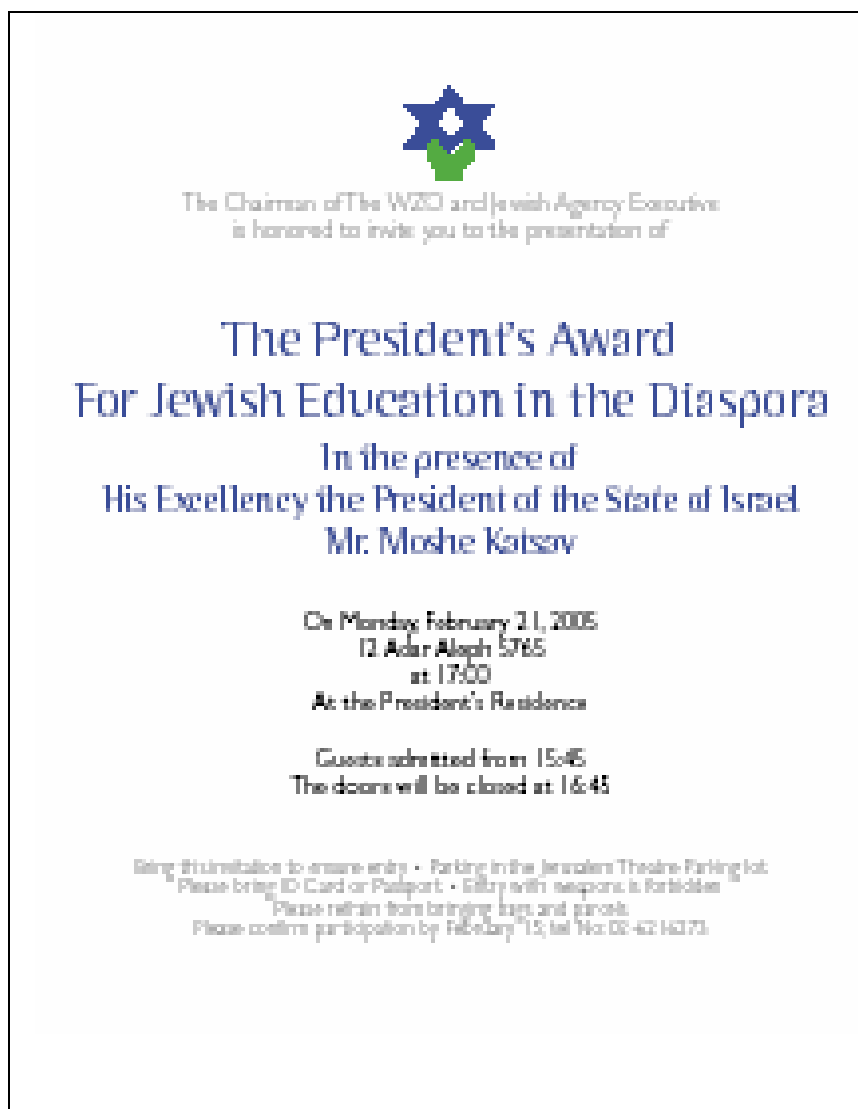 The Chairman of The WZO and Jewish Agency Executive
is honored to invite you to the presentation of
The President's Award
For Jewish Education in the Diaspora
In the presence of
His Excellency the President of the State of Israel
Mr. Moshe Katsav
On Monday, February 21, 2005
12 Adar Aleph 5765
at 17:00
At the President's Residence
Guests admitted from 15:45
The doors will be closed at 16:45
Bring this invitation to ensure entry • Parking in the Jerusalem Theatre Parking lot
Please bring ID Card or Passport • Entry with weapons is forbidden
Please refrain from bringing bags and parcels
Please confirm participation by February 15, tel No: 02-